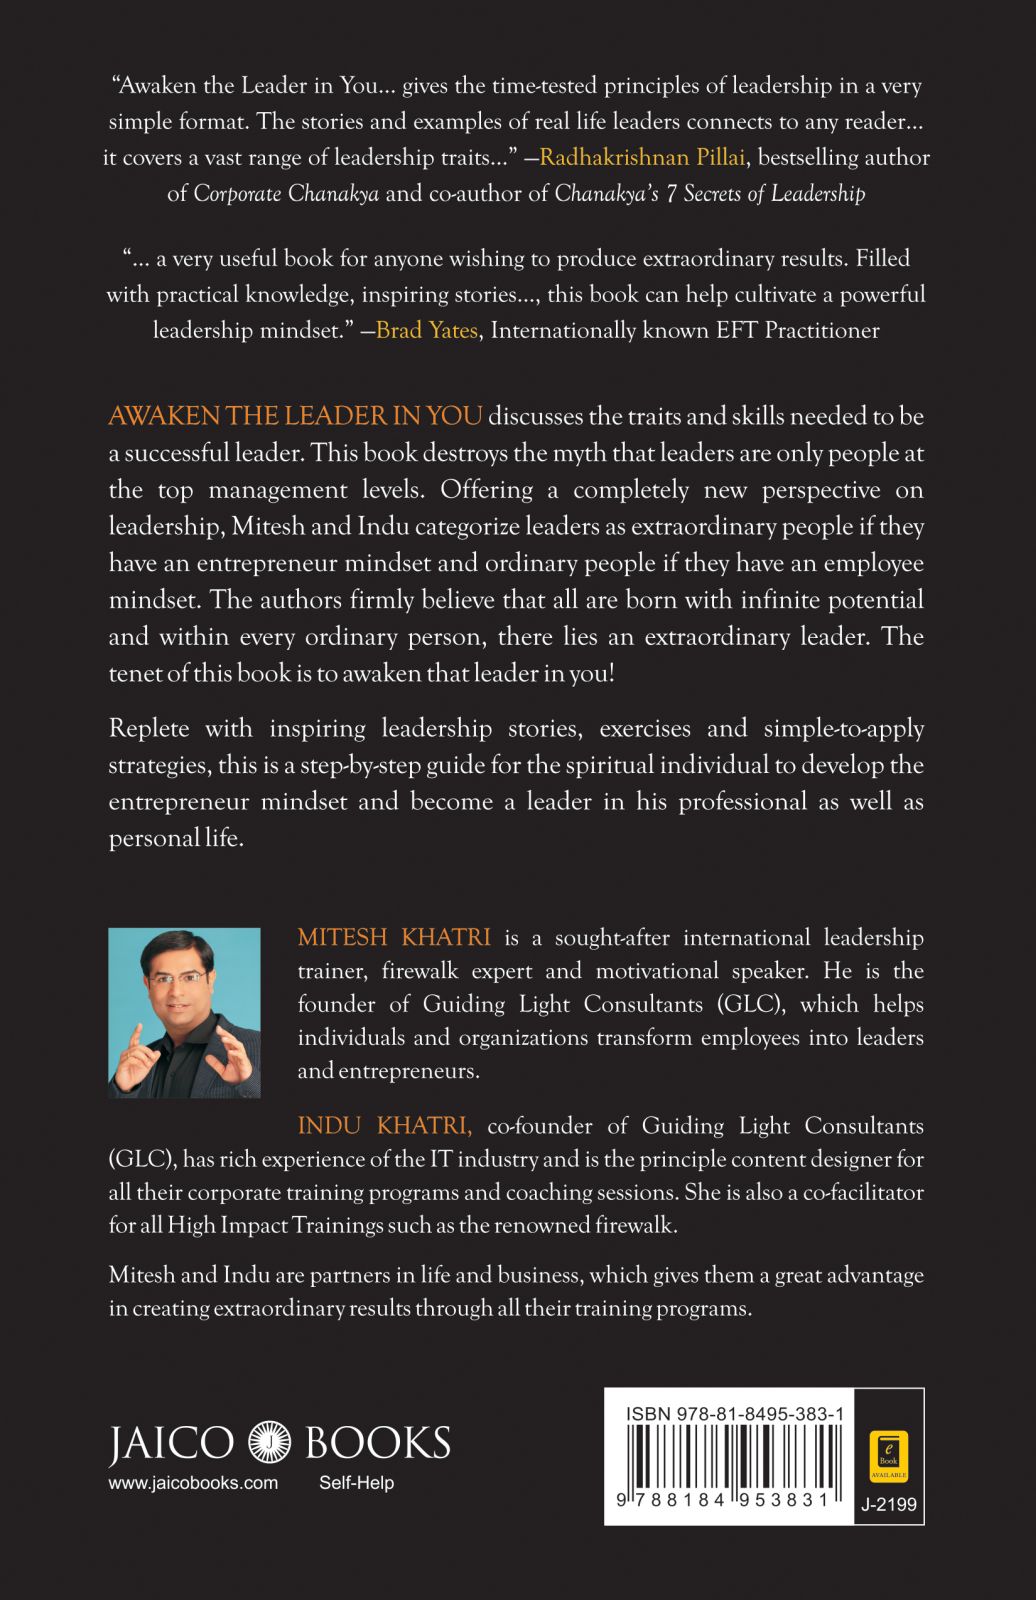 “Awaken the Leader in You... gives the time-tested principles of leadership in a very
simple format. The stories and examples of real life leaders connects to any reader...
it covers a vast range of leadership traits...” —Radhakrishnan Pillai, bestselling author
of Corporate Chanakya and co-author of Chanakya’s 7 Secrets of Leadership
“... a very useful book for anyone wishing to produce extraordinary results. Filled
with practical knowledge, inspiring stories..., this book can help cultivate a powerful
leadership mindset.” —Brad Yates, Internationally known EFT Practitioner
AWAKEN THE LEADER IN YOU discusses the traits and skills needed to be
a successful leader. This book destroys the myth that leaders are only people at
the top management levels. Offering a completely new perspective on
leadership, Mitesh and Indu categorize leaders as extraordinary people if they
have an entrepreneur mindset and ordinary people if they have an employee
mindset. The authors firmly believe that all are born with infinite potential
and within every ordinary person, there lies an extraordinary leader. The
tenet of this book is to awaken that leader in you!
Replete with inspiring leadership stories, exercises and simple-to-apply
strategies, this is a step-by-step guide for the spiritual individual to develop the
entrepreneur mindset and become a leader in his professional as well as
personal life.
MITESH KHATRI is a sought-after international leadership
trainer, firewalk expert and motivational speaker. He is the
founder of Guiding Light Consultants (GLC), which helps
individuals and organizations transform employees into leaders
and entrepreneurs.
INDU KHATRI, co-founder of Guiding Light Consultants
(GLC), has rich experience of the IT industry and is the principle content designer for
all their corporate training programs and coaching sessions. She is also a co-facilitator
for all High Impact Trainings such as the renowned firewalk.
Mitesh and Indu are partners in life and business, which gives them a great advantage
in creating extraordinary results through all their training programs.
JAICO J BOOKS
www.jaicobooks.com Self-Help
ISBN 978-81-8495-383-1
9 788184 953831
e
Book
AVAILABLE
J-2199